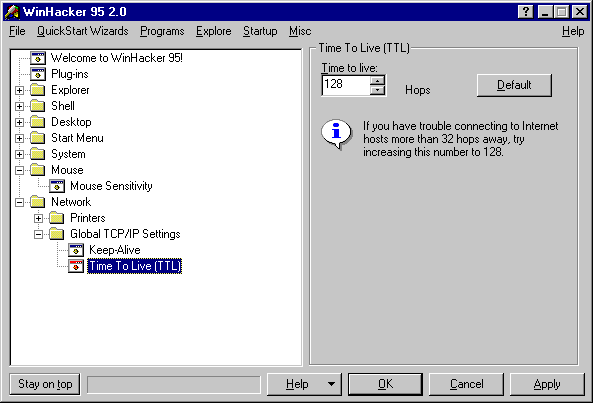 WinHacker 95 2.0
File QuickStart Wizards Programs Explore Startup Misc Help
Welcome to WinHacker 95!
Plug-ins
Explorer
Shell
Desktop
Start Menu
System
Mouse
Mouse Sensitivity
Network
Printers
Global TCP/IP Settings
Keep-Alive
Time To Live (TTL)
Time To Live (TTL)
Time to live:
128 Hops Default
If you have trouble connecting to Internet
hosts more than 32 hops away, try
increasing this number to 128.
Stay on top Help OK Cancel Apply